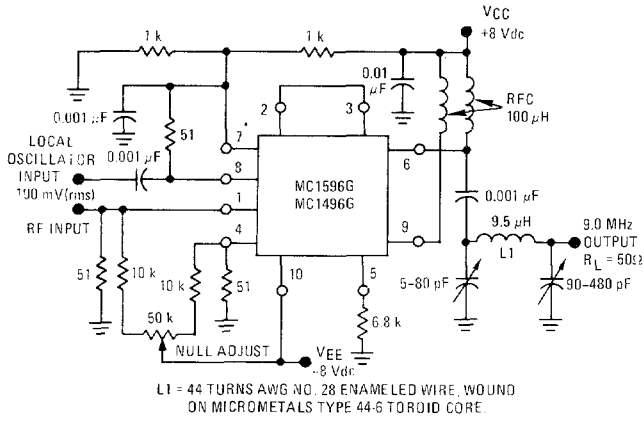 1 k
1 k
VCC
+8 Vdc
0.01
µF
RFC
100 µH
0.001 µF
51
2
3
LOCAL
OSCILLATOR
INPUT
100 mV(rms)
0.001 µF
7
8
6
MC1596G
MC1496G
0.001 µF
RF INPUT
1
4
9
9.5 µH
L1
9.0 MHz
OUTPUT
RL = 50Ω
10
5
51
10 k
10 k
51
5-80 pF
90-480 pF
50 k
6.8 k
NULL ADJUST
VEE
-8 Vdc
L1 = 44 TURNS AWG NO. 28 ENAMELED WIRE, WOUND
ON MICROMETALS TYPE 44-6 TOROID CORE.